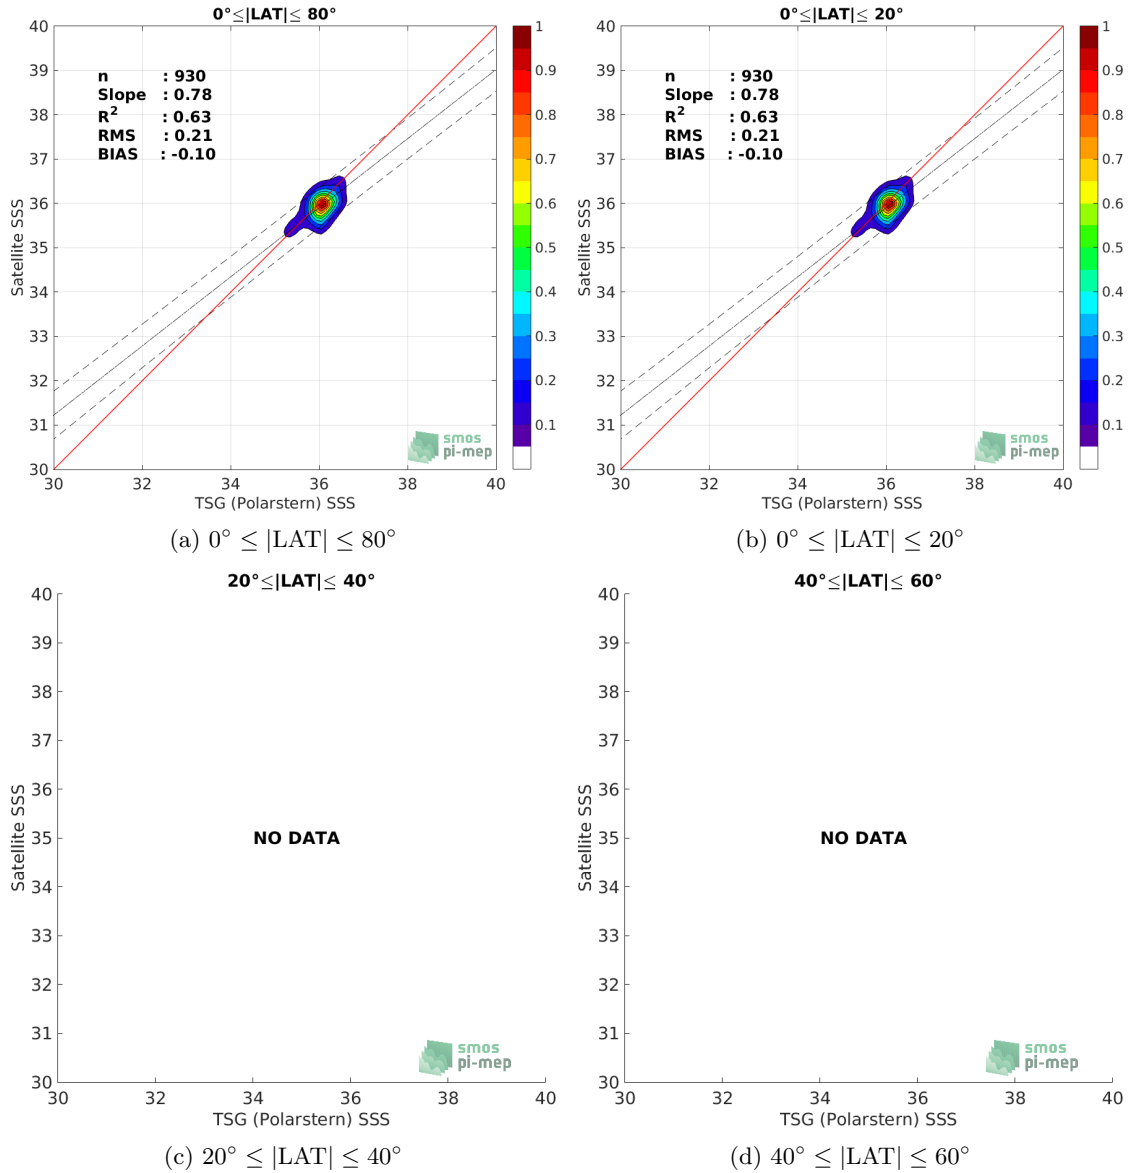 0°≤|LAT|≤ 80°
40
39
38
37
36
35
34
33
32
31
30
Satellite SSS
n : 930
Slope : 0.78
R² : 0.63
RMS : 0.21
BIAS : -0.10
smos
pi-mep
30 32 34 36 38 40
TSG (Polarstern) SSS
1
0.9
0.8
0.7
0.6
0.5
0.4
0.3
0.2
0.1
(a) 0° ≤ |LAT| ≤ 80°
0°≤|LAT|≤ 20°
40
39
38
37
36
35
34
33
32
31
30
Satellite SSS
n : 930
Slope : 0.78
R² : 0.63
RMS : 0.21
BIAS : -0.10
smos
pi-mep
30 32 34 36 38 40
TSG (Polarstern) SSS
1
0.9
0.8
0.7
0.6
0.5
0.4
0.3
0.2
0.1
(b) 0° ≤ |LAT| ≤ 20°
20°≤|LAT|≤ 40°
40
39
38
37
36
35
34
33
32
31
30
Satellite SSS
NO DATA
smos
pi-mep
30 32 34 36 38 40
TSG (Polarstern) SSS
(c) 20° ≤ |LAT| ≤ 40°
40°≤|LAT|≤ 60°
40
39
38
37
36
35
34
33
32
31
30
Satellite SSS
NO DATA
smos
pi-mep
30 32 34 36 38 40
TSG (Polarstern) SSS
(d) 40° ≤ |LAT| ≤ 60°